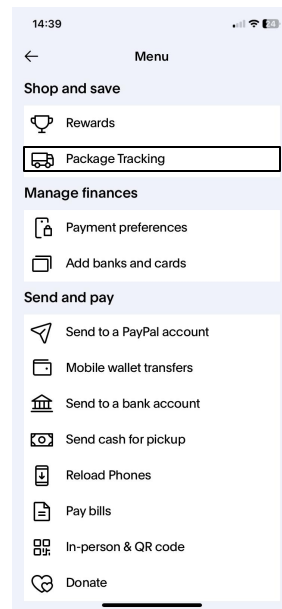 14:39
24
Menu
Shop and save
Rewards
Package Tracking
Manage finances
Payment preferences
Add banks and cards
Send and pay
Send to a PayPal account
Mobile wallet transfers
Send to a bank account
Send cash for pickup
Reload Phones
Pay bills
In-person & QR code
Donate